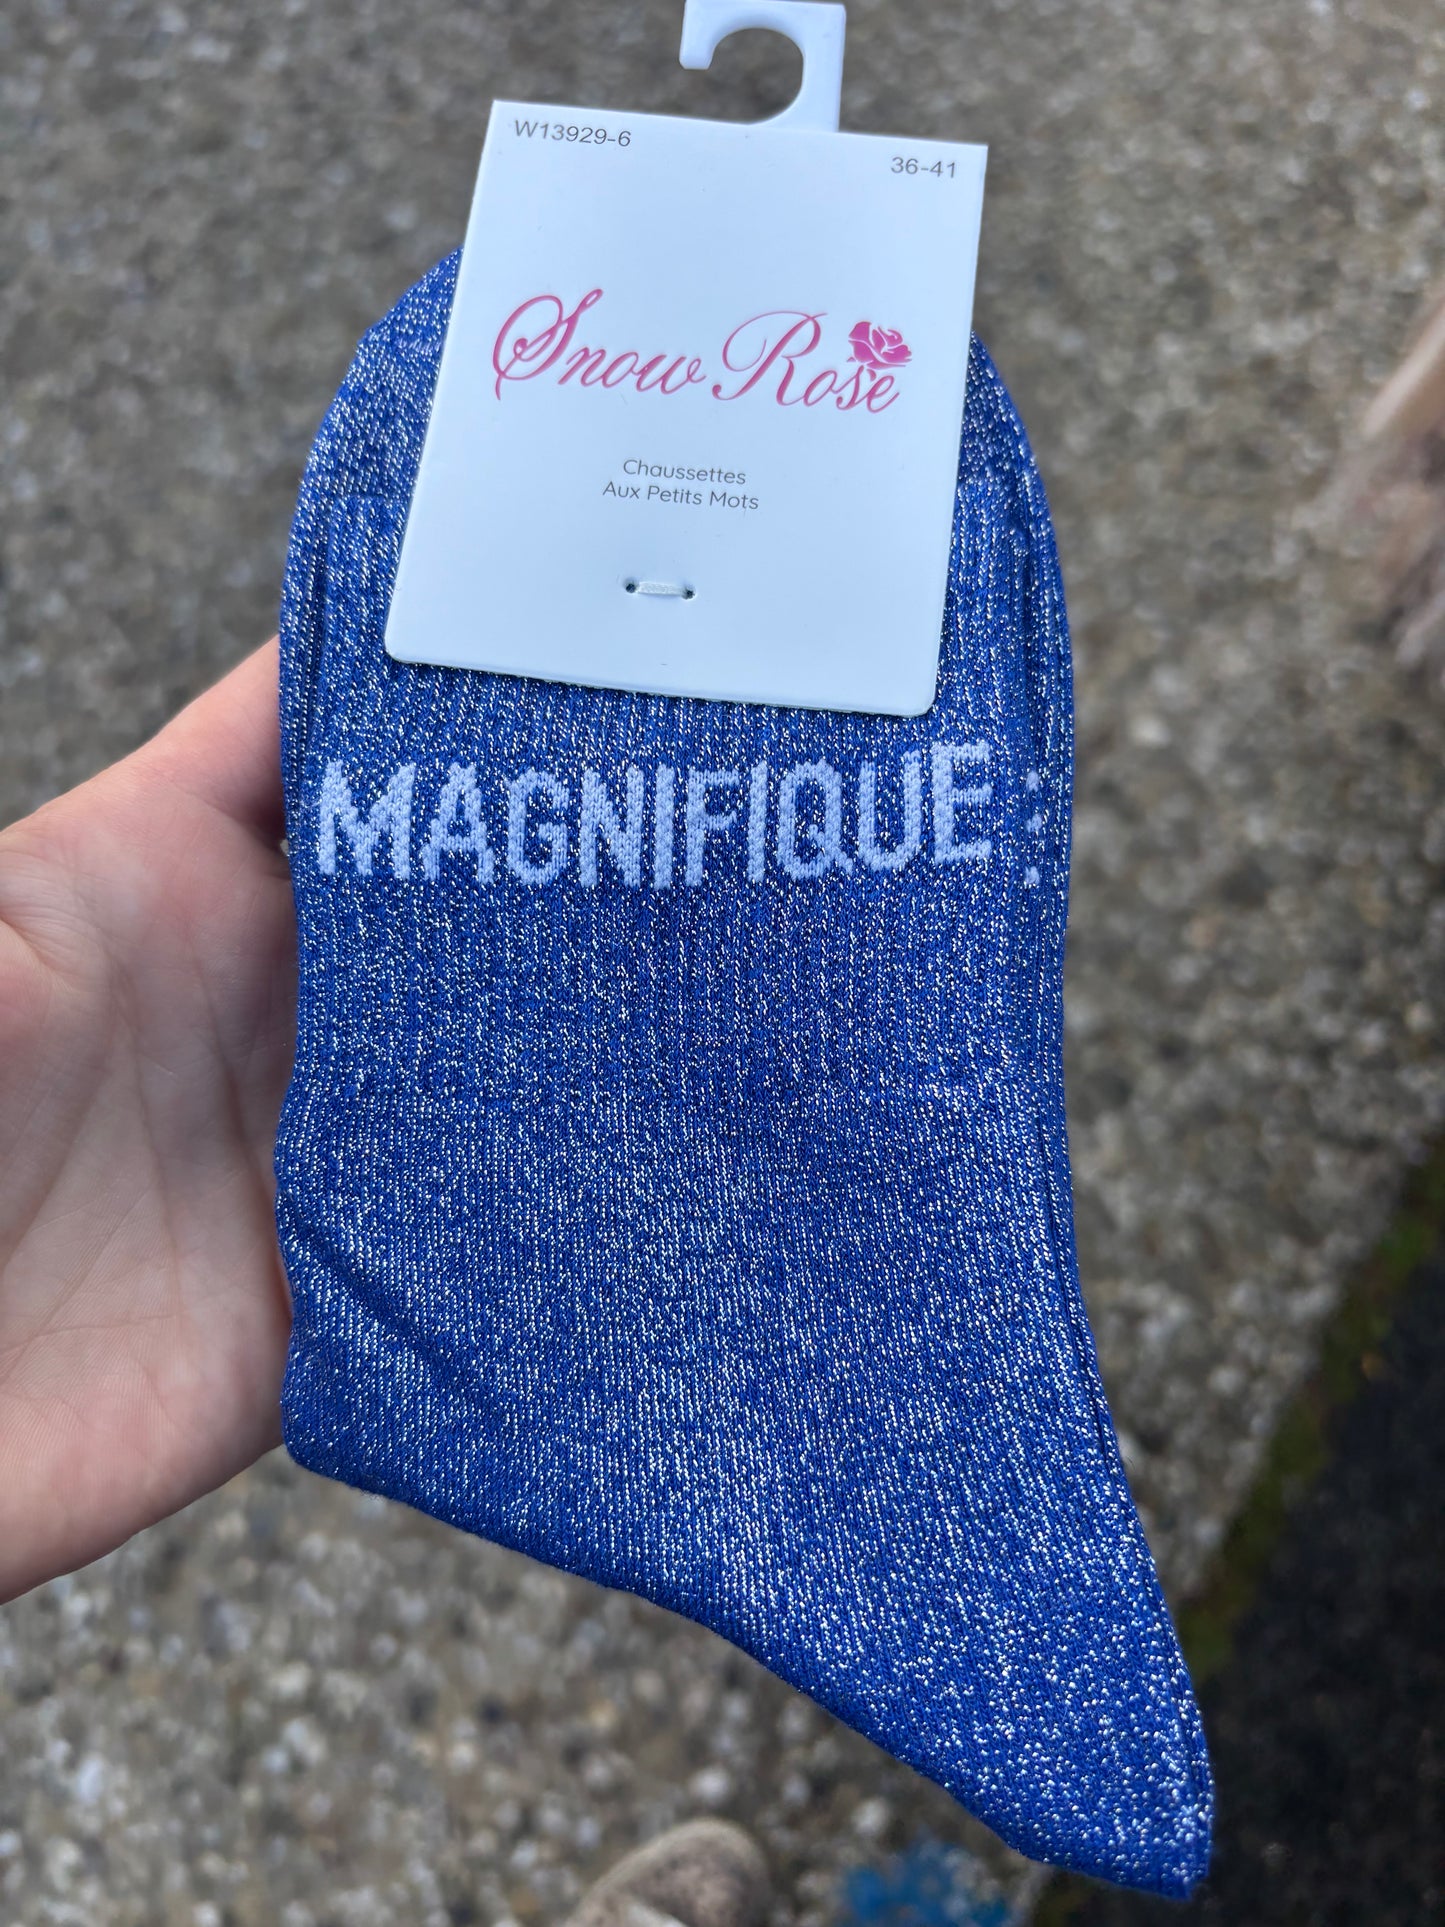 W13929-6
36-41
Snow Rose
Chaussettes
Aux Petits Mots
MAGNIFIQUE